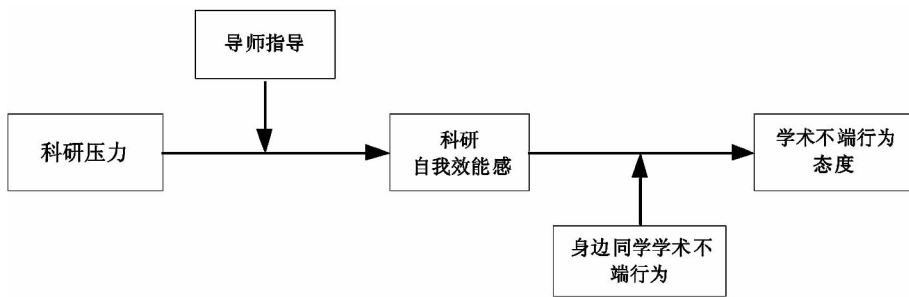 导师指导
科研压力
科研
自我效能感
学术不端行为
态度
身边同学学术不
端行为